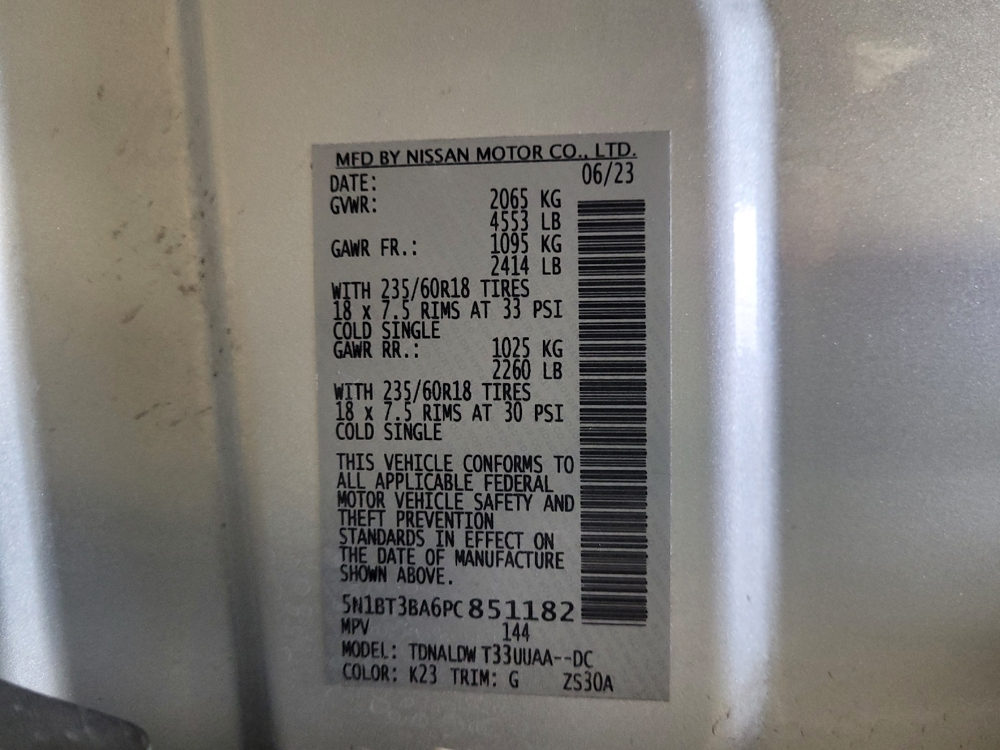 MFD BY NISSAN MOTOR CO., LTD.
DATE: 06/23
GVWR: 2065 KG
4553 LB
GAWR FR.: 1095 KG
2414 LB
WITH 235/60R18 TIRES
18 x 7.5 RIMS AT 33 PSI
COLD SINGLE
GAWR RR.: 1025 KG
2260 LB
WITH 235/60R18 TIRES
18 x 7.5 RIMS AT 30 PSI
COLD SINGLE
THIS VEHICLE CONFORMS TO
ALL APPLICABLE FEDERAL
MOTOR VEHICLE SAFETY AND
THEFT PREVENTION
STANDARDS IN EFFECT ON
THE DATE OF MANUFACTURE
SHOWN ABOVE.
5N1BT3BA6PC851182
MPV 144
MODEL: TDNALDW T33UUAA--DC
COLOR: K23 TRIM: G ZS30A